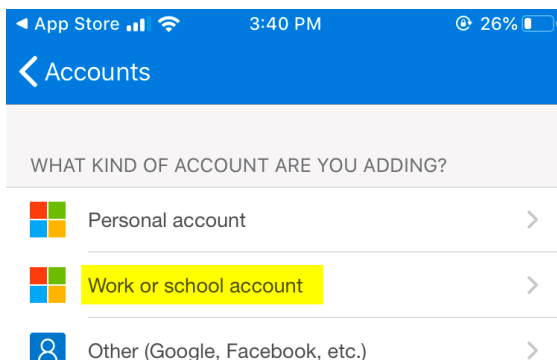 App Store 3:40 PM 26%
Accounts
WHAT KIND OF ACCOUNT ARE YOU ADDING?
Personal account
Work or school account
Other (Google, Facebook, etc.)